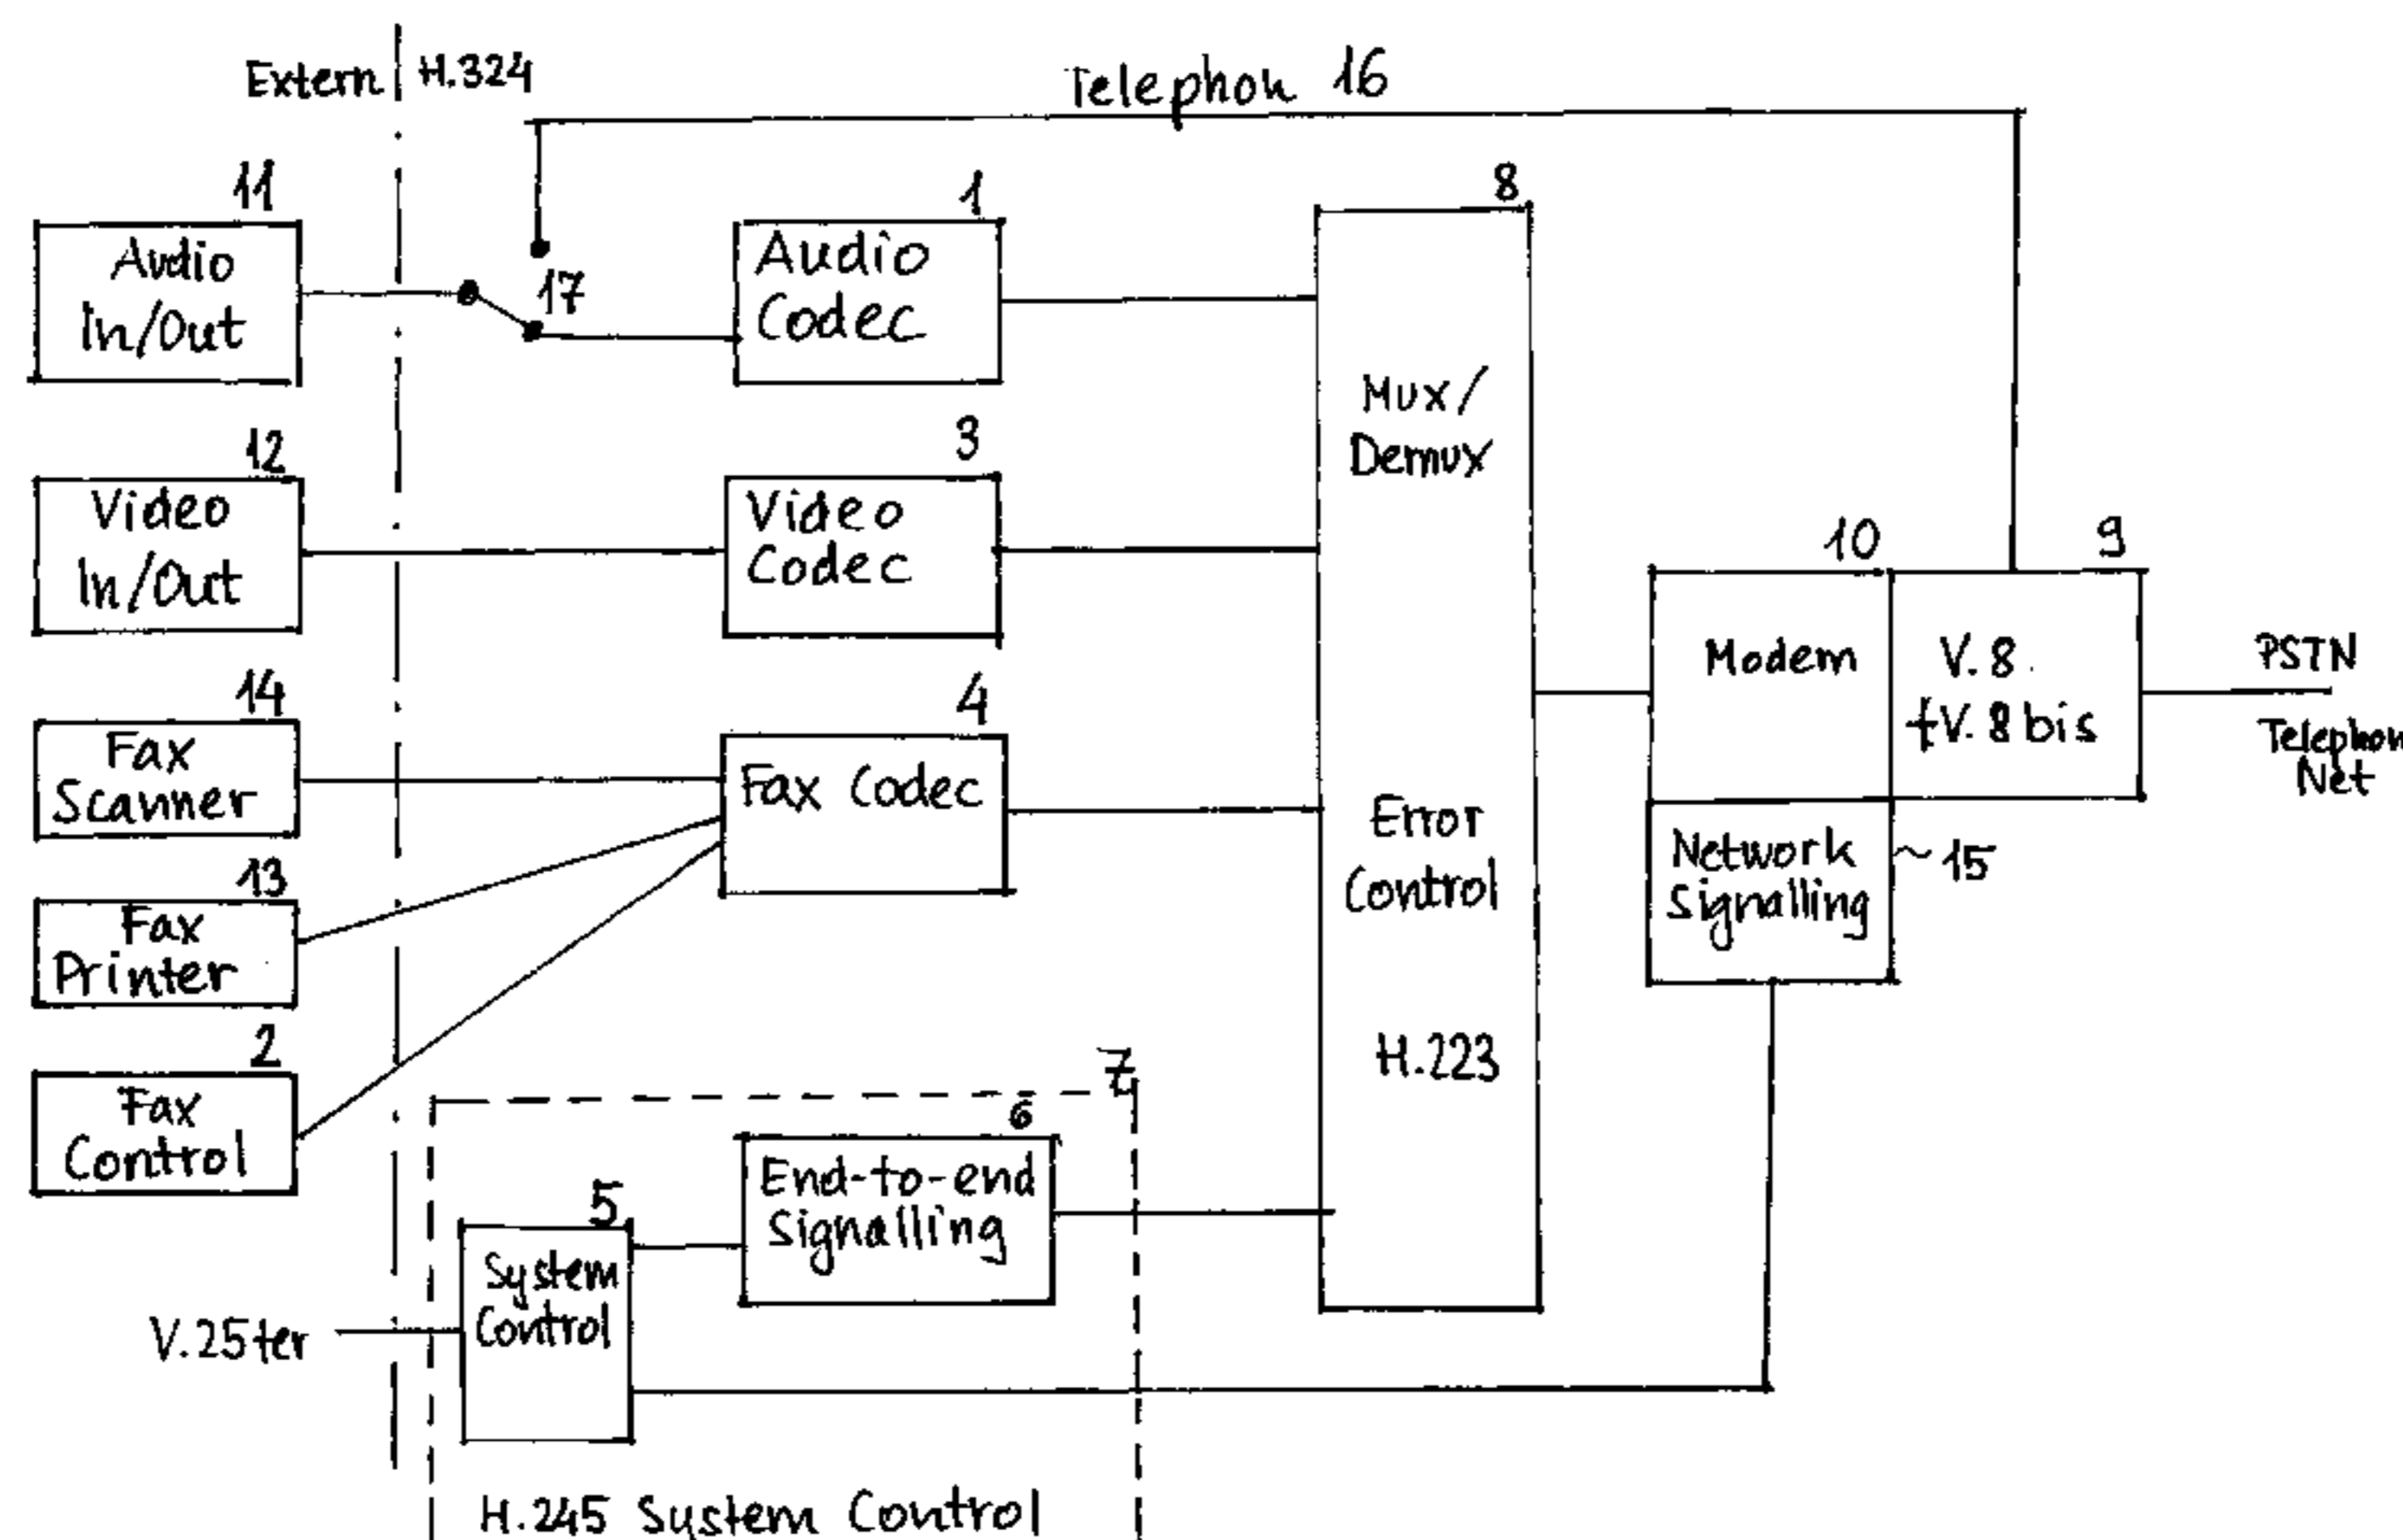 Extern H.324
Telephon 16
11
Audio
In/Out
17
1
Audio
Codec
8
Mux/
Demux
Error
Control
H.223
12
Video
In/Out
3
Video
Codec
14
Fax
Scanner
4
Fax Codec
13
Fax
Printer
2
Fax
Control
10
Modem
9
V.8
+V.8 bis
PSTN
Telephon
Net
Network
Signalling
~ 15
7
6
End-to-end
Signalling
5
System
Control
V.25ter
H.245 System Control